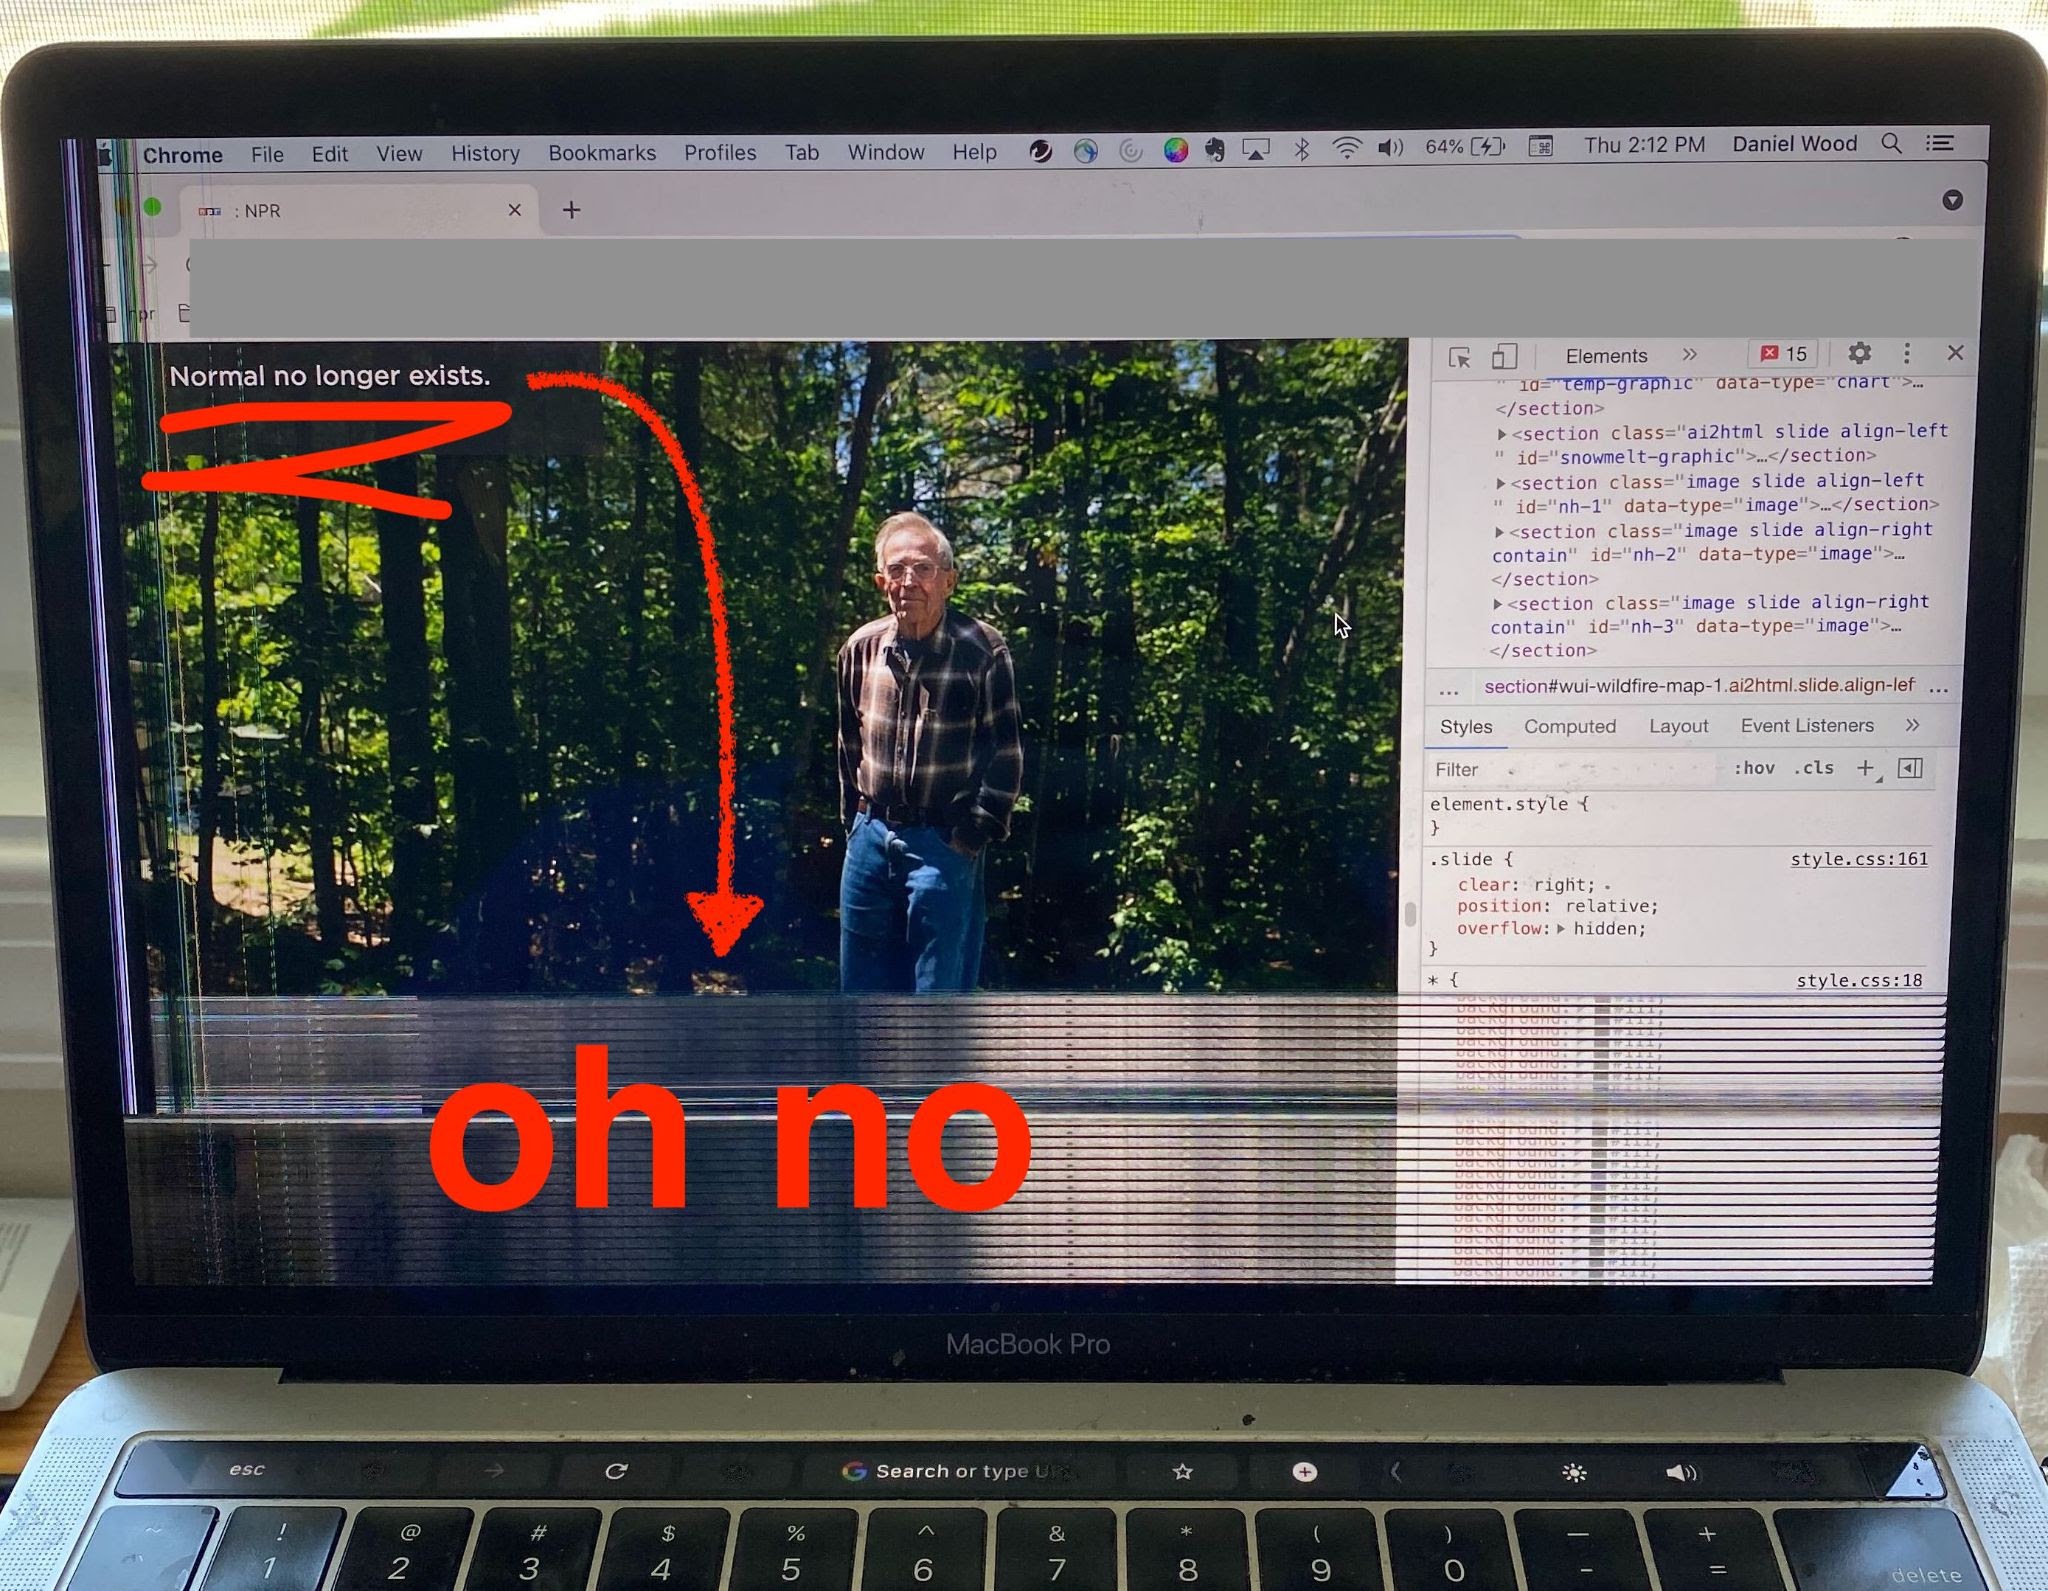 Chrome File Edit View History Bookmarks Profiles Tab Window Help 64% Thu 2:12 PM Daniel Wood
npr : NPR
npr
Normal no longer exists.
Elements 15
" id="temp-graphic" data-type="chart">…
</section>
<section class="ai2html slide align-left
" id="snowmelt-graphic">…</section>
<section class="image slide align-left
" id="nh-1" data-type="image">…</section>
<section class="image slide align-right
contain" id="nh-2" data-type="image">…
</section>
<section class="image slide align-right
contain" id="nh-3" data-type="image">…
</section>
… section#wui-wildfire-map-1.ai2html.slide.align-lef …
Styles Computed Layout Event Listeners
Filter :hov .cls +
element.style {
}
.slide { style.css:161
clear: right;
position: relative;
overflow: hidden;
}
* { style.css:18
background: #111;
oh no
MacBook Pro
esc Search or type
~ ! @ # $ % ^ & * ( ) — +
1 2 3 4 5 6 7 8 9 0 - = delete